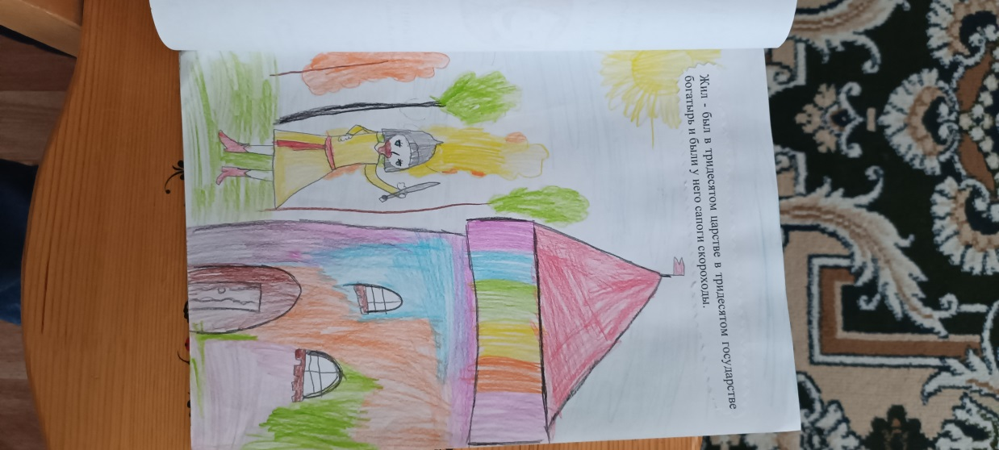 Жил - был в тридесятом царстве в тридесятом государстве
богатырь и были у него сапоги скороходы.